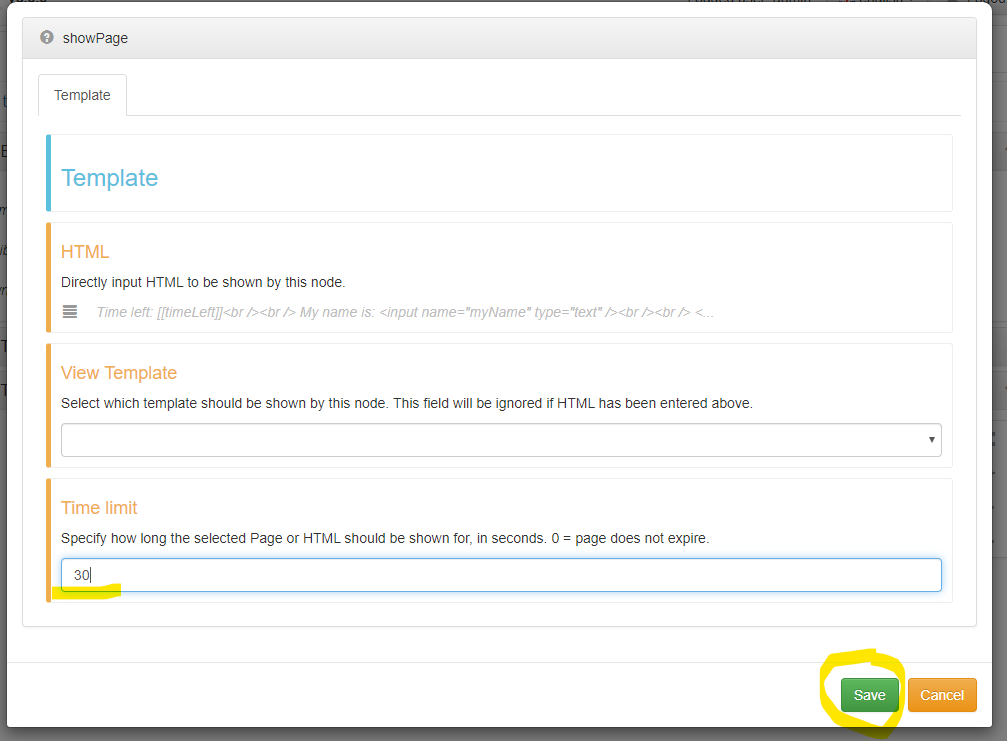 showPage
Template
Template
HTML
Directly input HTML to be shown by this node.
Time left: [[timeLeft]]<br /><br /> My name is: <input name="myName" type="text" /><br /><br /> <...
View Template
Select which template should be shown by this node. This field will be ignored if HTML has been entered above.
Time limit
Specify how long the selected Page or HTML should be shown for, in seconds. 0 = page does not expire.
30
Save
Cancel